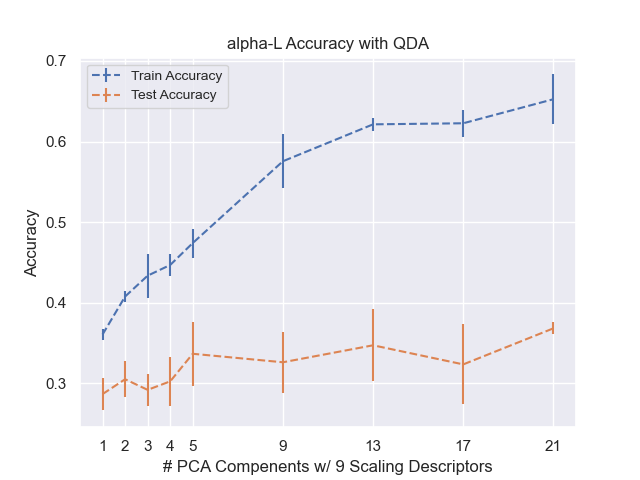 alpha-L Accuracy with QDA
0.7
Train Accuracy
Test Accuracy
0.6
0.5
Accuracy
0.4
0.3
1 2 3 4 5 9 13 17 21
# PCA Compenents w/ 9 Scaling Descriptors